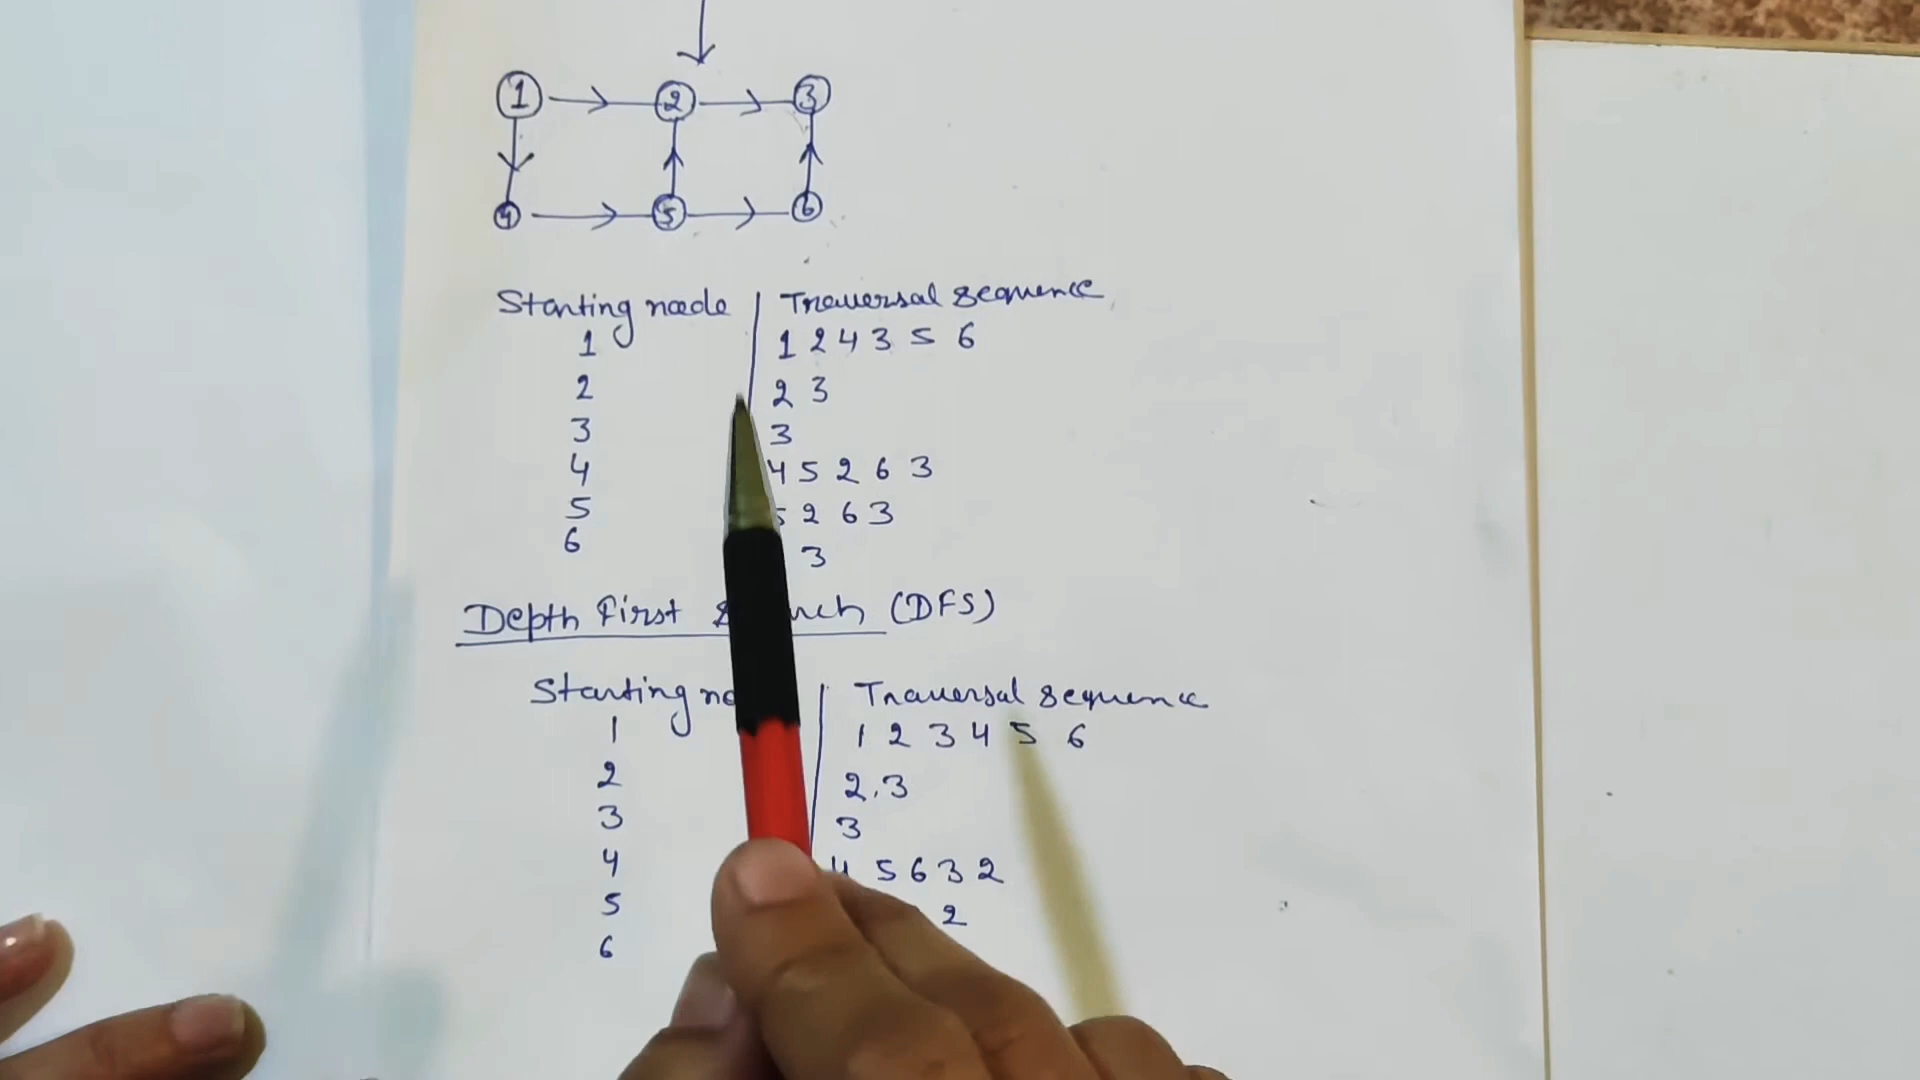 1 2 3
4 5 6
Starting node | Traversal sequence
1 1 2 4 3 5 6
2 2 3
3 3
4 4 5 2 6 3
5 5 2 6 3
6 3
Depth First (DFS)
Starting | Traversal sequence
1 1 2 3 4 5 6
2 2,3
3 3
4 4 5 6 3 2
5 2
6